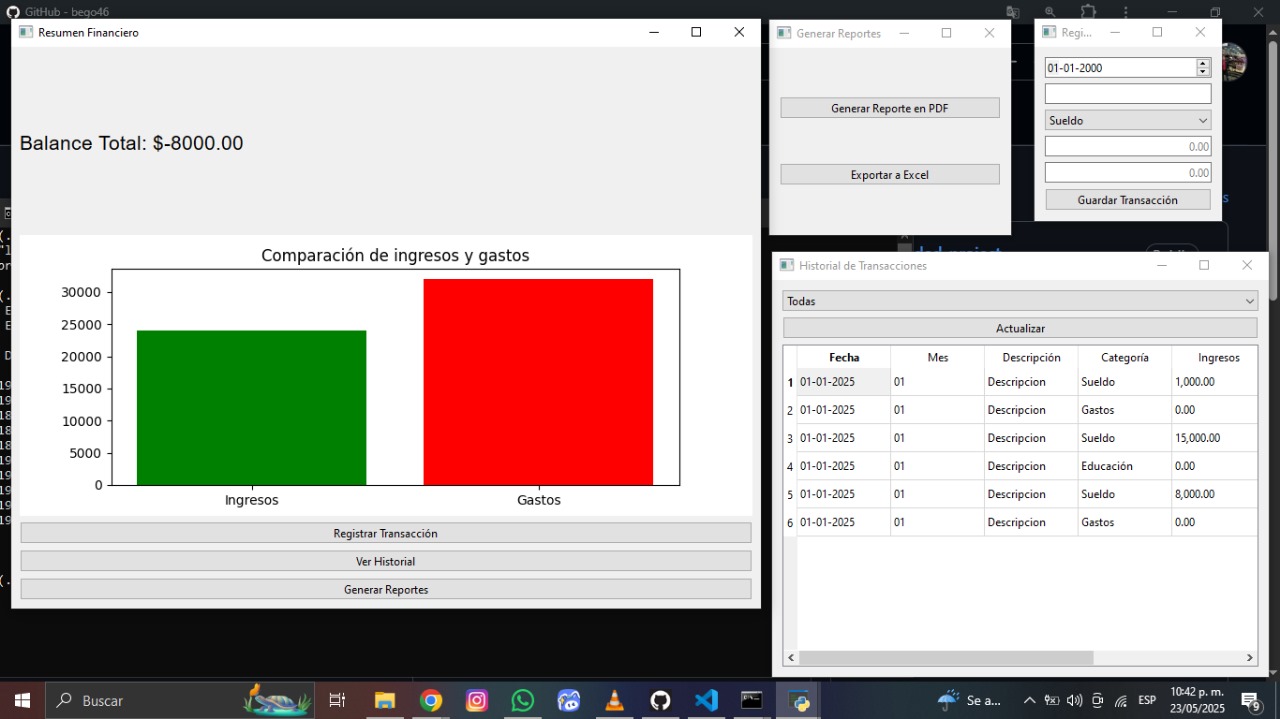 GitHub - bego46
Resumen Financiero
Balance Total: $-8000.00
Comparación de ingresos y gastos
30000
25000
20000
15000
10000
5000
0
Ingresos Gastos
Registrar Transacción
Ver Historial
Generar Reportes
Generar Reportes
Generar Reporte en PDF
Exportar a Excel
Regi...
01-01-2000
Sueldo
0.00
0.00
Guardar Transacción
Historial de Transacciones
Todas
Actualizar
Fecha Mes Descripción Categoría Ingresos
1 01-01-2025 01 Descripcion Sueldo 1,000.00
2 01-01-2025 01 Descripcion Gastos 0.00
3 01-01-2025 01 Descripcion Sueldo 15,000.00
4 01-01-2025 01 Descripcion Educación 0.00
5 01-01-2025 01 Descripcion Sueldo 8,000.00
6 01-01-2025 01 Descripcion Gastos 0.00
Buscar
Se a...
ESP
10:42 p. m.
23/05/2025
9